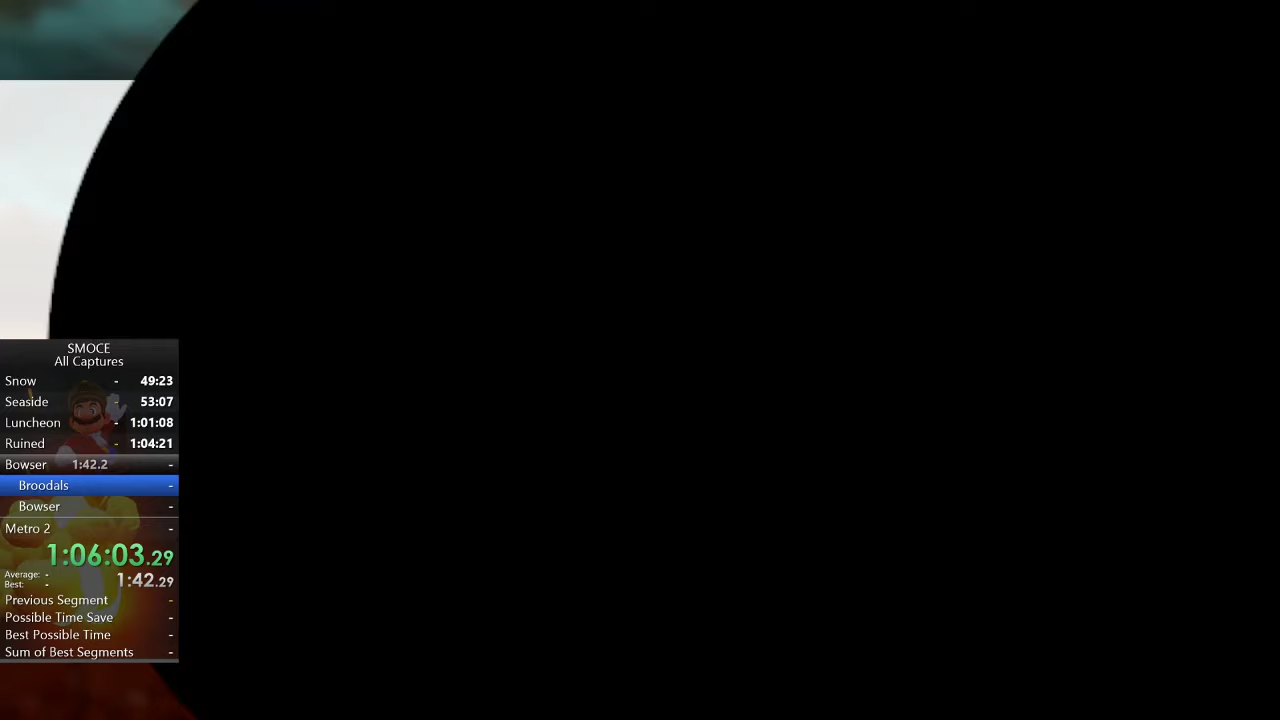 SMOCE
All Captures
Snow - 49:23
Seaside - 53:07
Luncheon - 1:01:08
Ruined - 1:04:21
Bowser 1:42.2 -
Broodals -
Bowser -
Metro 2 -
1:06:03.29
Average: -
Best: -
1:42.29
Previous Segment -
Possible Time Save -
Best Possible Time -
Sum of Best Segments -